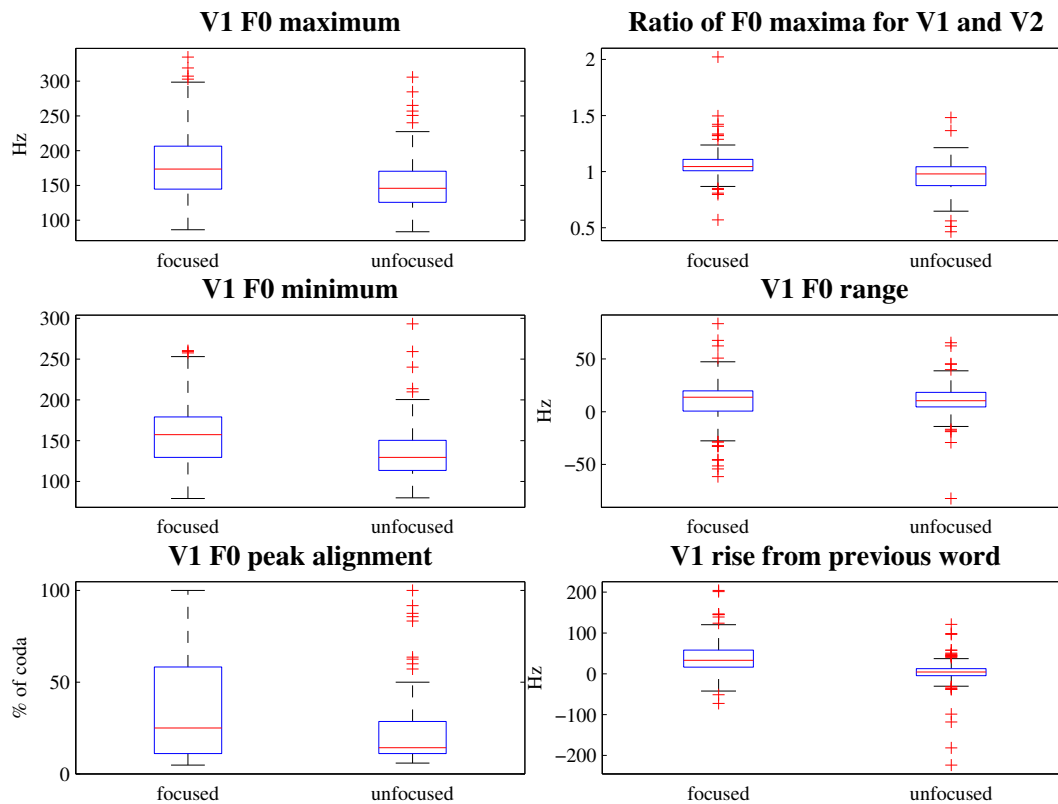 V1 F0 maximum
Hz
300
250
200
150
100
focused
unfocused
Ratio of F0 maxima for V1 and V2
2
1.5
1
0.5
focused
unfocused
V1 F0 minimum
300
250
200
150
100
focused
unfocused
V1 F0 range
Hz
50
0
−50
focused
unfocused
V1 F0 peak alignment
% of coda
100
50
0
focused
unfocused
V1 rise from previous word
Hz
200
100
0
−100
−200
focused
unfocused